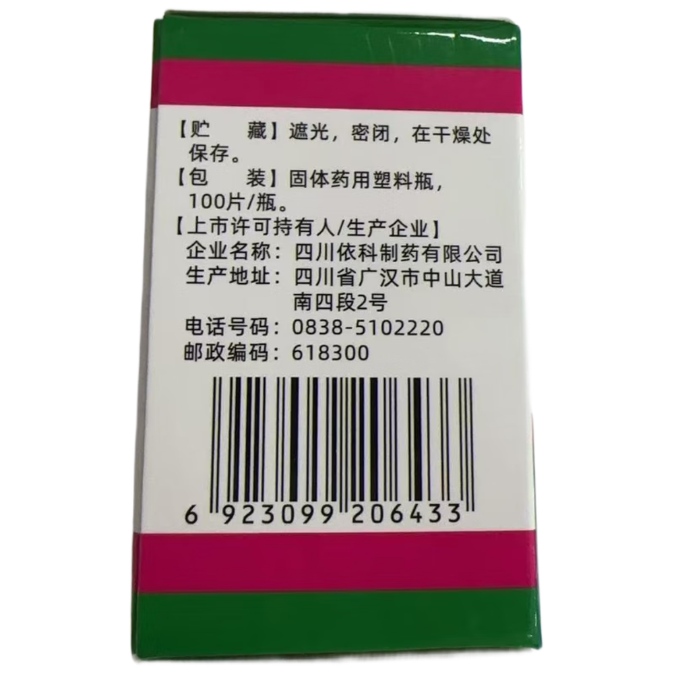 【贮　藏】遮光，密闭，在干燥处
保存。
【包　装】固体药用塑料瓶，
100片/瓶。
【上市许可持有人/生产企业】
企业名称：四川依科制药有限公司
生产地址：四川省广汉市中山大道
南四段2号
电话号码：0838-5102220
邮政编码：618300
6 923099 206433